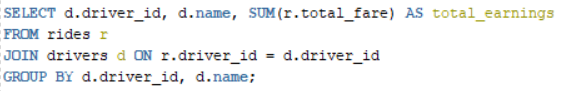 SELECT d.driver_id, d.name, SUM(r.total_fare) AS total_earnings
FROM rides r
JOIN drivers d ON r.driver_id = d.driver_id
GROUP BY d.driver_id, d.name;